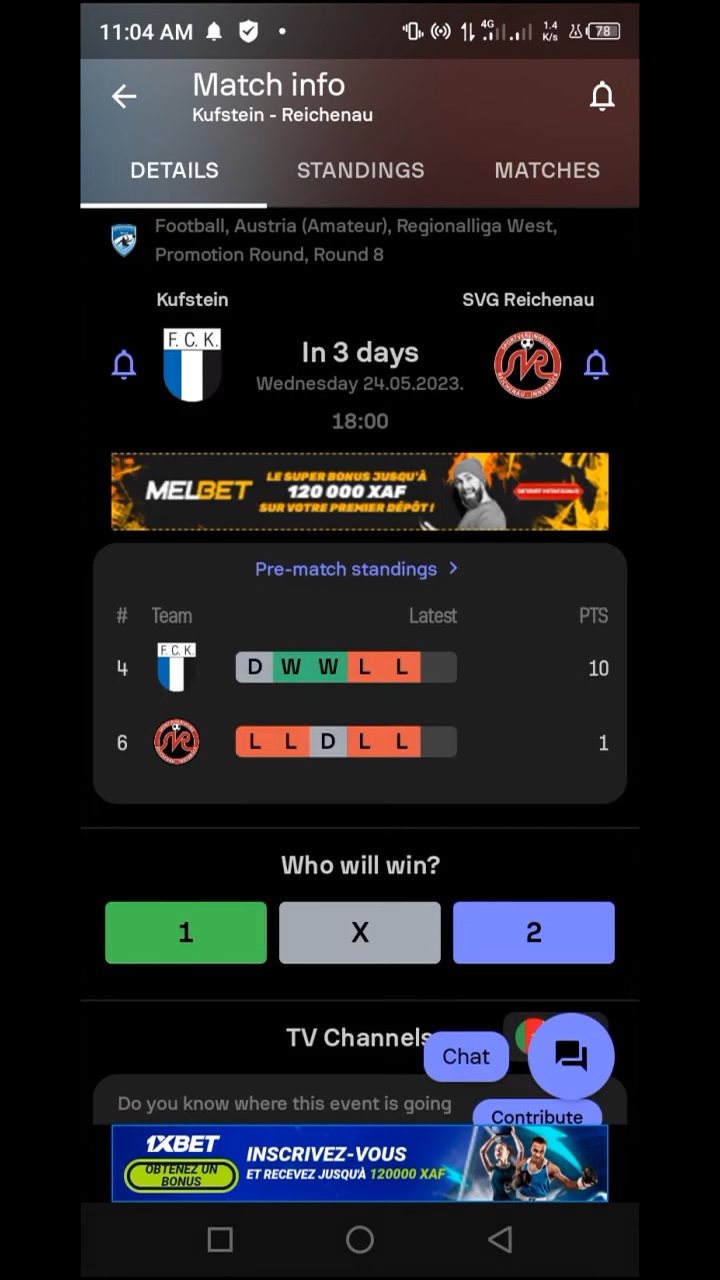 11:04 AM 4G 1.4 K/s 78
Match info
Kufstein - Reichenau
DETAILS STANDINGS MATCHES
Football, Austria (Amateur), Regionalliga West,
Promotion Round, Round 8
Kufstein SVG Reichenau
F. C. K.
In 3 days
Wednesday 24.05.2023.
18:00
MELBET
LE SUPER BONUS JUSQU'À
120 000 XAF
SUR VOTRE PREMIER DÉPÔT !
Pre-match standings >
# Team Latest PTS
F. C. K.
4 D W W L L 10
6 L L D L L 1
Who will win?
1 X 2
TV Channels
Chat
Do you know where this event is going
Contribute
1XBET
OBTENEZ UN
BONUS
INSCRIVEZ-VOUS
ET RECEVEZ JUSQU'À 120000 XAF